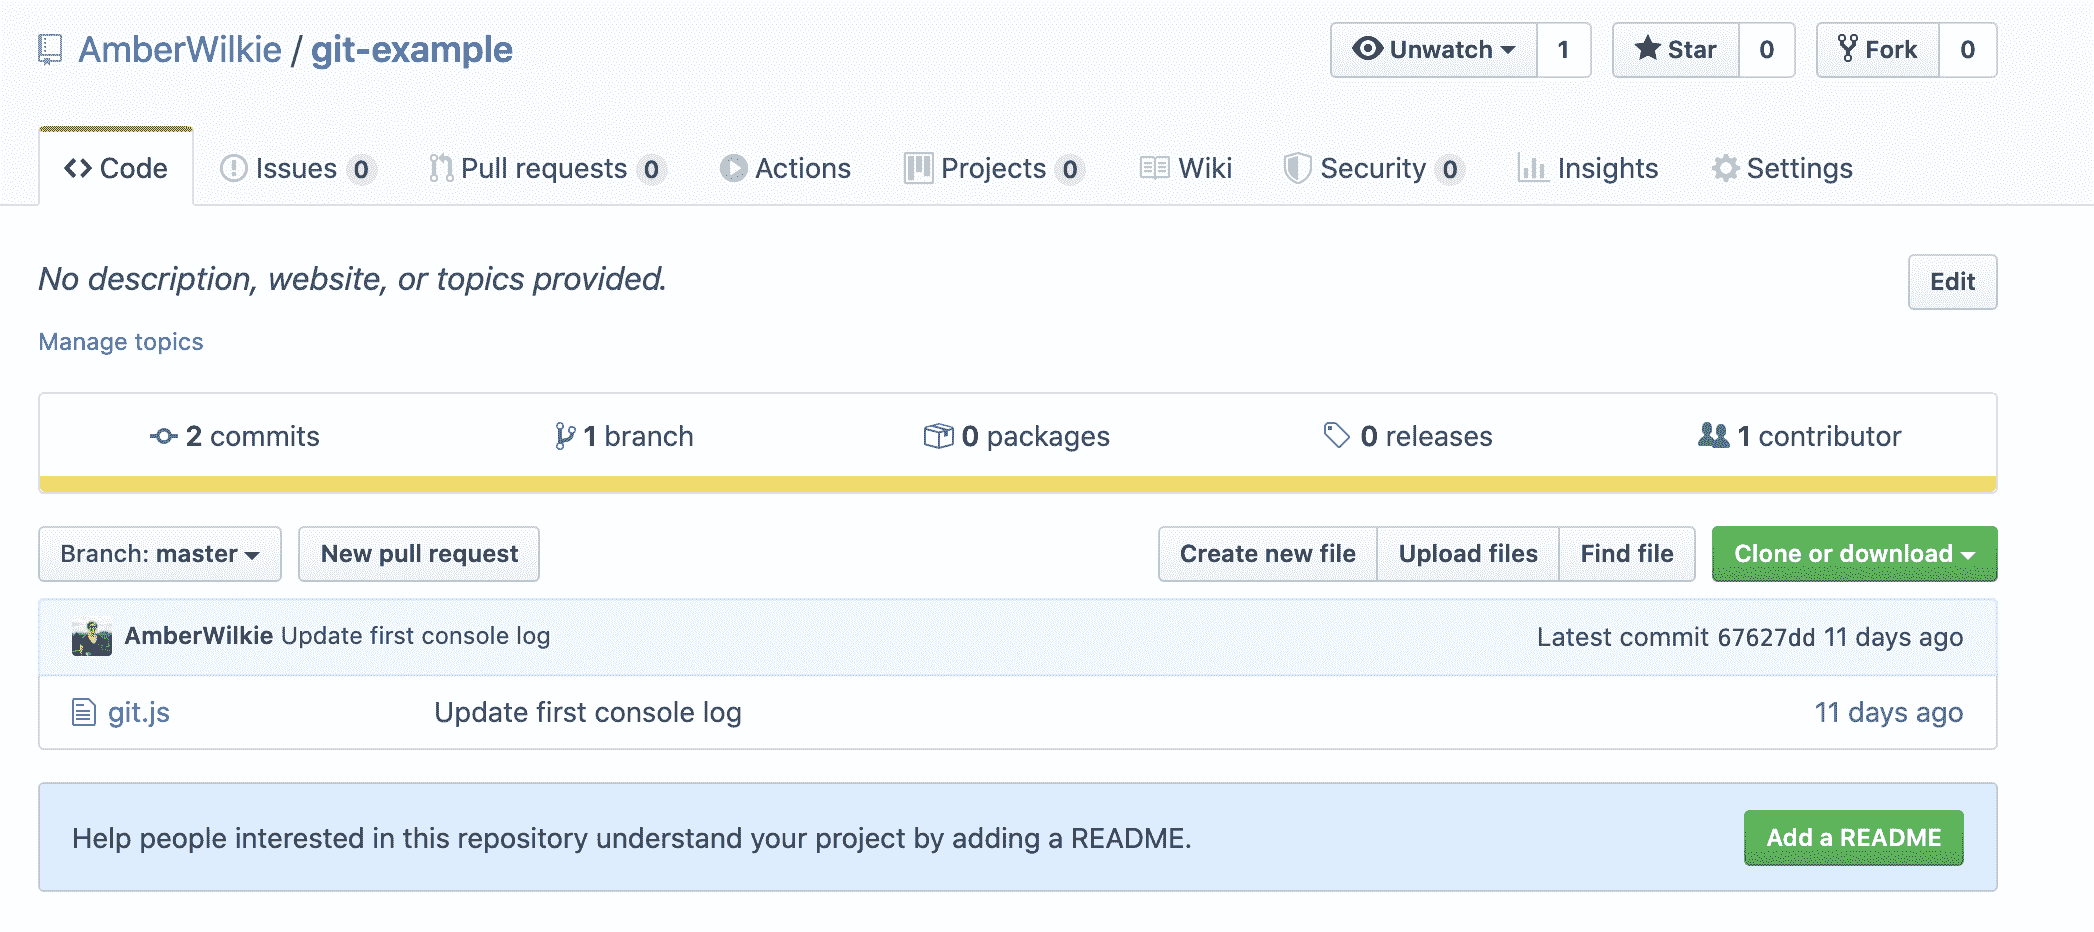 AmberWilkie / git-example Unwatch 1 Star 0 Fork 0
Code Issues 0 Pull requests 0 Actions Projects 0 Wiki Security 0 Insights Settings
No description, website, or topics provided. Edit
Manage topics
2 commits 1 branch 0 packages 0 releases 1 contributor
Branch: master New pull request Create new file Upload files Find file Clone or download
AmberWilkie Update first console log Latest commit 67627dd 11 days ago
git.js Update first console log 11 days ago
Help people interested in this repository understand your project by adding a README. Add a README